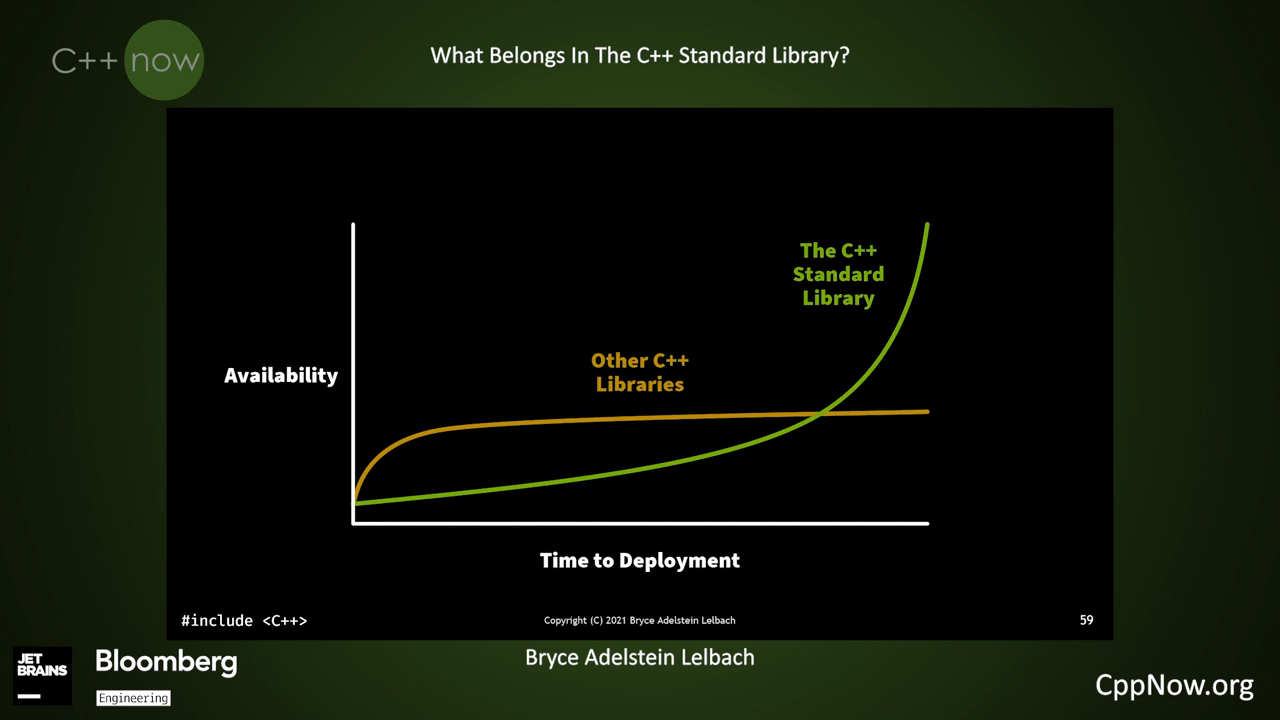 C++ now
What Belongs In The C++ Standard Library?
The C++
Standard
Library
Other C++
Libraries
Availability
Time to Deployment
#include <C++>
Copyright (C) 2021 Bryce Adelstein Lelbach
59
JET
BRAINS
Bloomberg
Engineering
Bryce Adelstein Lelbach
CppNow.org